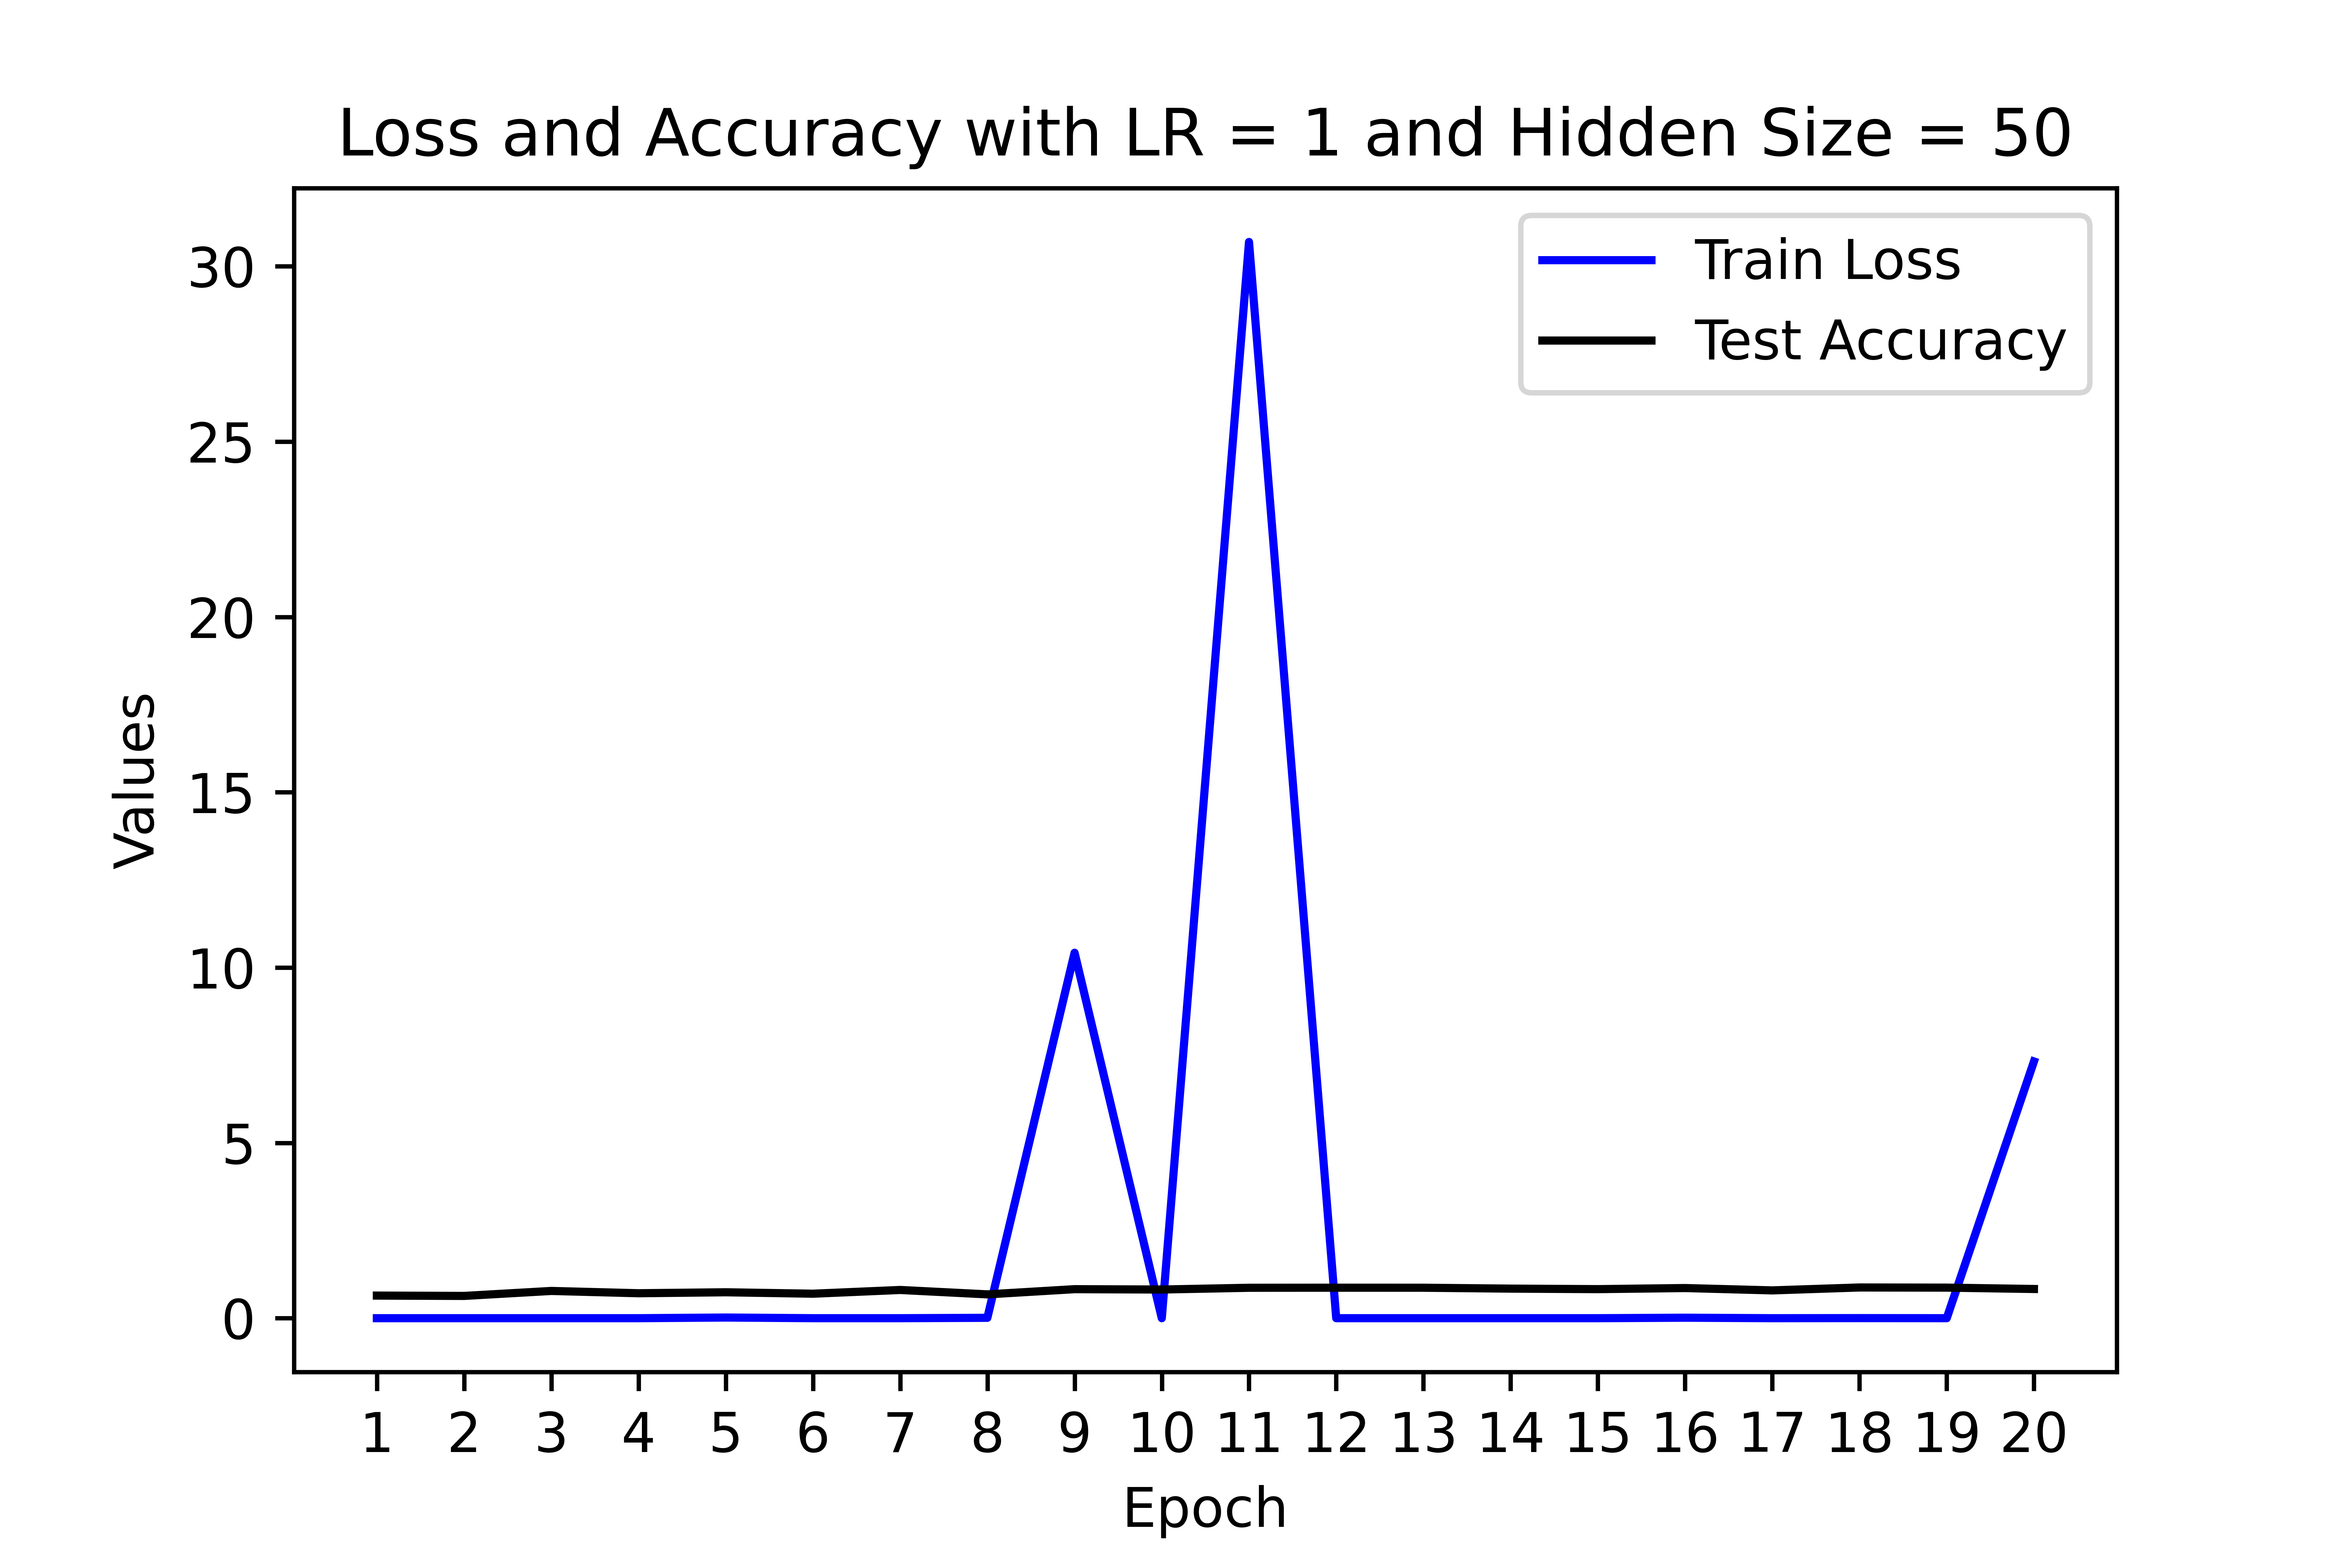 Loss and Accuracy with LR = 1 and Hidden Size = 50
Train Loss
Test Accuracy
30
25
20
15
10
5
0
Values
1 2 3 4 5 6 7 8 9 10 11 12 13 14 15 16 17 18 19 20
Epoch